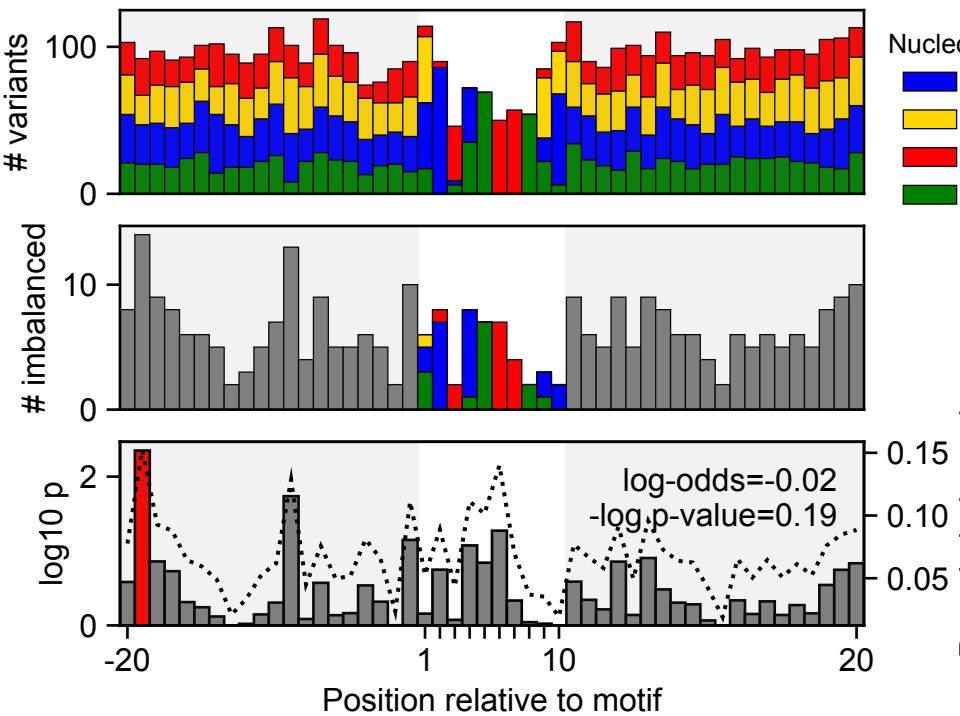 # variants
100
0
Nucle
# imbalanced
10
0
log10 p
2
0
log-odds=-0.02
-log p-value=0.19
0.15
0.10
0.05
-20
1
10
20
Position relative to motif